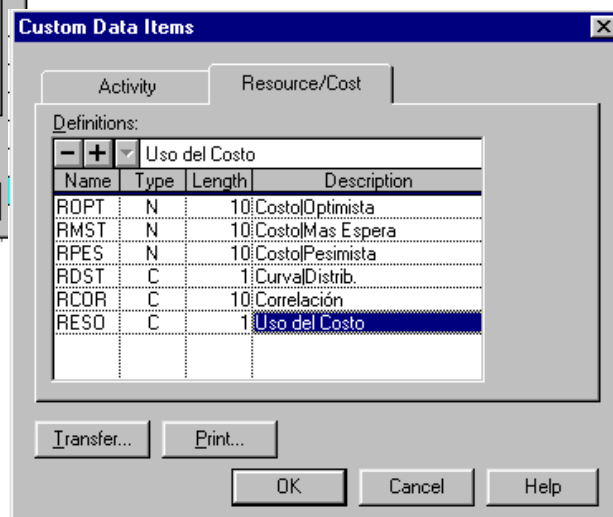 Custom Data Items
Activity Resource/Cost
Definitions:
Uso del Costo
Name Type Length Description
ROPT N 10 Costo|Optimista
RMST N 10 Costo|Mas Espera
RPES N 10 Costo|Pesimista
RDST C 1 Curva|Distrib.
RCOR C 10 Correlación
RESO C 1 Uso del Costo
Transfer... Print...
OK Cancel Help